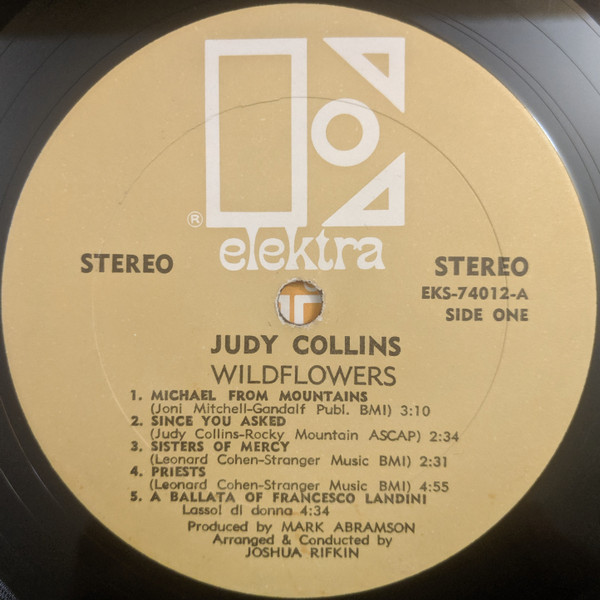 ®
elektra
STEREO
STEREO
EKS-74012-A
SIDE ONE
JUDY COLLINS
WILDFLOWERS
1. MICHAEL FROM MOUNTAINS
(Joni Mitchell-Gandalf Publ. BMI) 3:10
2. SINCE YOU ASKED
(Judy Collins-Rocky Mountain ASCAP) 2:34
3. SISTERS OF MERCY
(Leonard Cohen-Stranger Music BMI) 2:31
4. PRIESTS
(Leonard Cohen-Stranger Music BMI) 4:55
5. A BALLATA OF FRANCESCO LANDINI
Lasso! di donna 4:34
Produced by MARK ABRAMSON
Arranged & Conducted by
JOSHUA RIFKIN